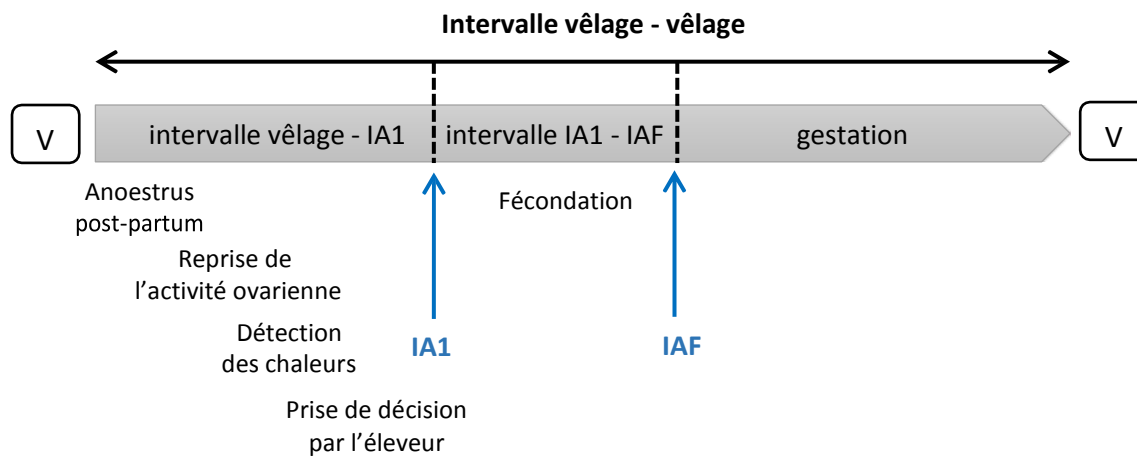 Intervalle vêlage - vêlage
V
intervalle vêlage - IA1
intervalle IA1 - IAF
gestation
V
Anoestrus
post-partum
Fécondation
Reprise de
l’activité ovarienne
Détection
des chaleurs
IA1
IAF
Prise de décision
par l’éleveur